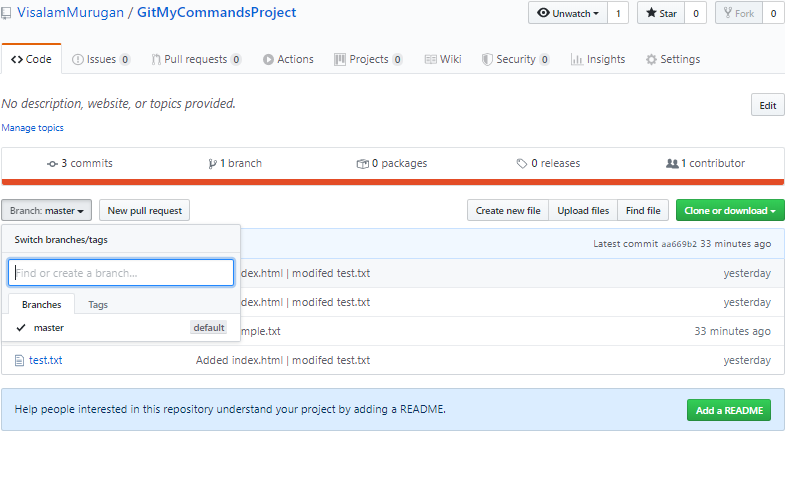 VisalamMurugan / GitMyCommandsProject Unwatch 1 Star 0 Fork 0
Code Issues 0 Pull requests 0 Actions Projects 0 Wiki Security 0 Insights Settings
No description, website, or topics provided. Edit
Manage topics
3 commits 1 branch 0 packages 0 releases 1 contributor
Branch: master New pull request Create new file Upload files Find file Clone or download
Switch branches/tags Latest commit aa669b2 33 minutes ago
Find or create a branch... dex.html | modifed test.txt yesterday
Branches Tags dex.html | modifed test.txt yesterday
master default mple.txt 33 minutes ago
test.txt Added index.html | modifed test.txt yesterday
Help people interested in this repository understand your project by adding a README. Add a README